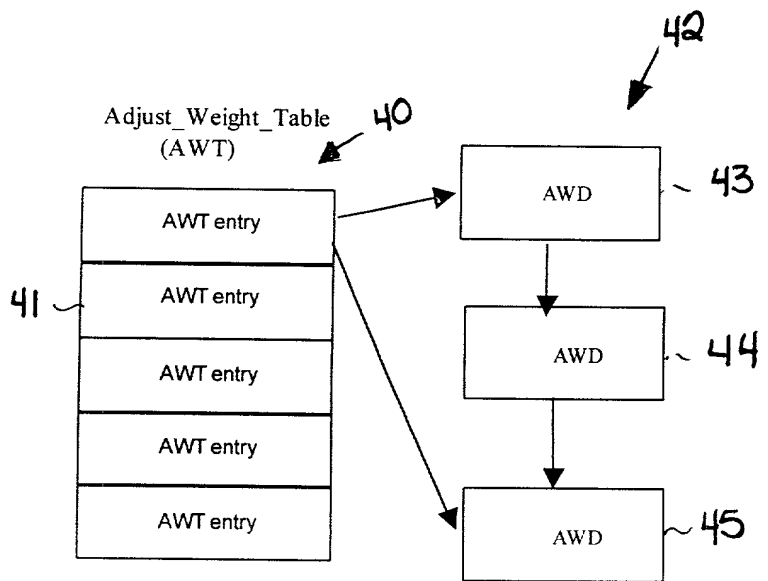 42
Adjust_Weight_Table
(AWT)
40
AWT entry
AWD
43
41
AWT entry
AWD
44
AWT entry
AWT entry
AWT entry
AWD
45